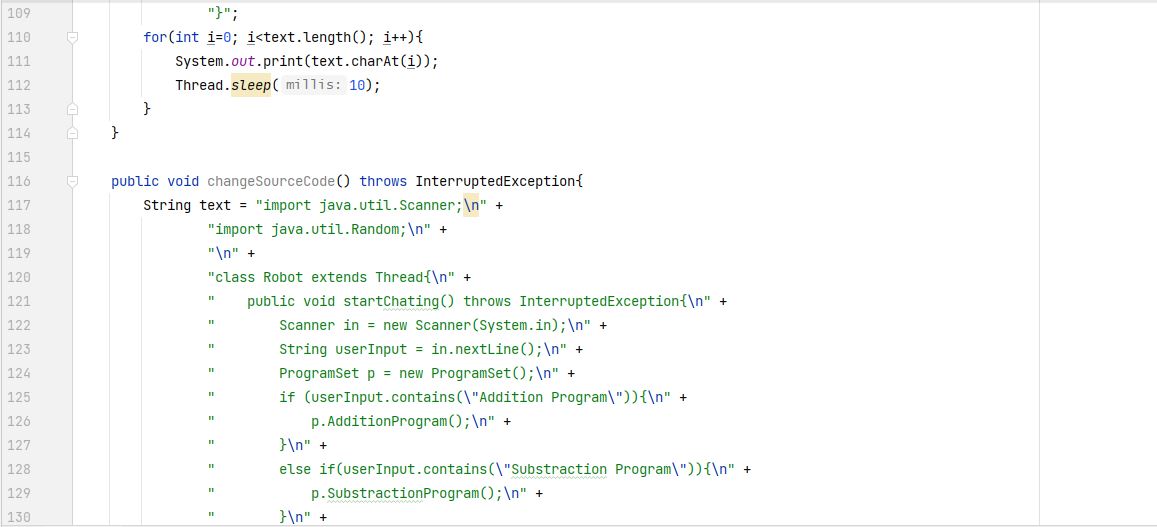 109                         "}";
110                 for(int i=0; i<text.length(); i++){
111                     System.out.print(text.charAt(i));
112                     Thread.sleep( millis: 10);
113                 }
114             }
115
116             public void changeSourceCode() throws InterruptedException{
117                 String text = "import java.util.Scanner;\n" +
118                         "import java.util.Random;\n" +
119                         "\n" +
120                         "class Robot extends Thread{\n" +
121                         "    public void startChating() throws InterruptedException{\n" +
122                         "        Scanner in = new Scanner(System.in);\n" +
123                         "        String userInput = in.nextLine();\n" +
124                         "        ProgramSet p = new ProgramSet();\n" +
125                         "        if (userInput.contains(\"Addition Program\")){\n" +
126                         "            p.AdditionProgram();\n" +
127                         "        }\n" +
128                         "        else if(userInput.contains(\"Substraction Program\")){\n" +
129                         "            p.SubstractionProgram();\n" +
130                         "        }\n" +